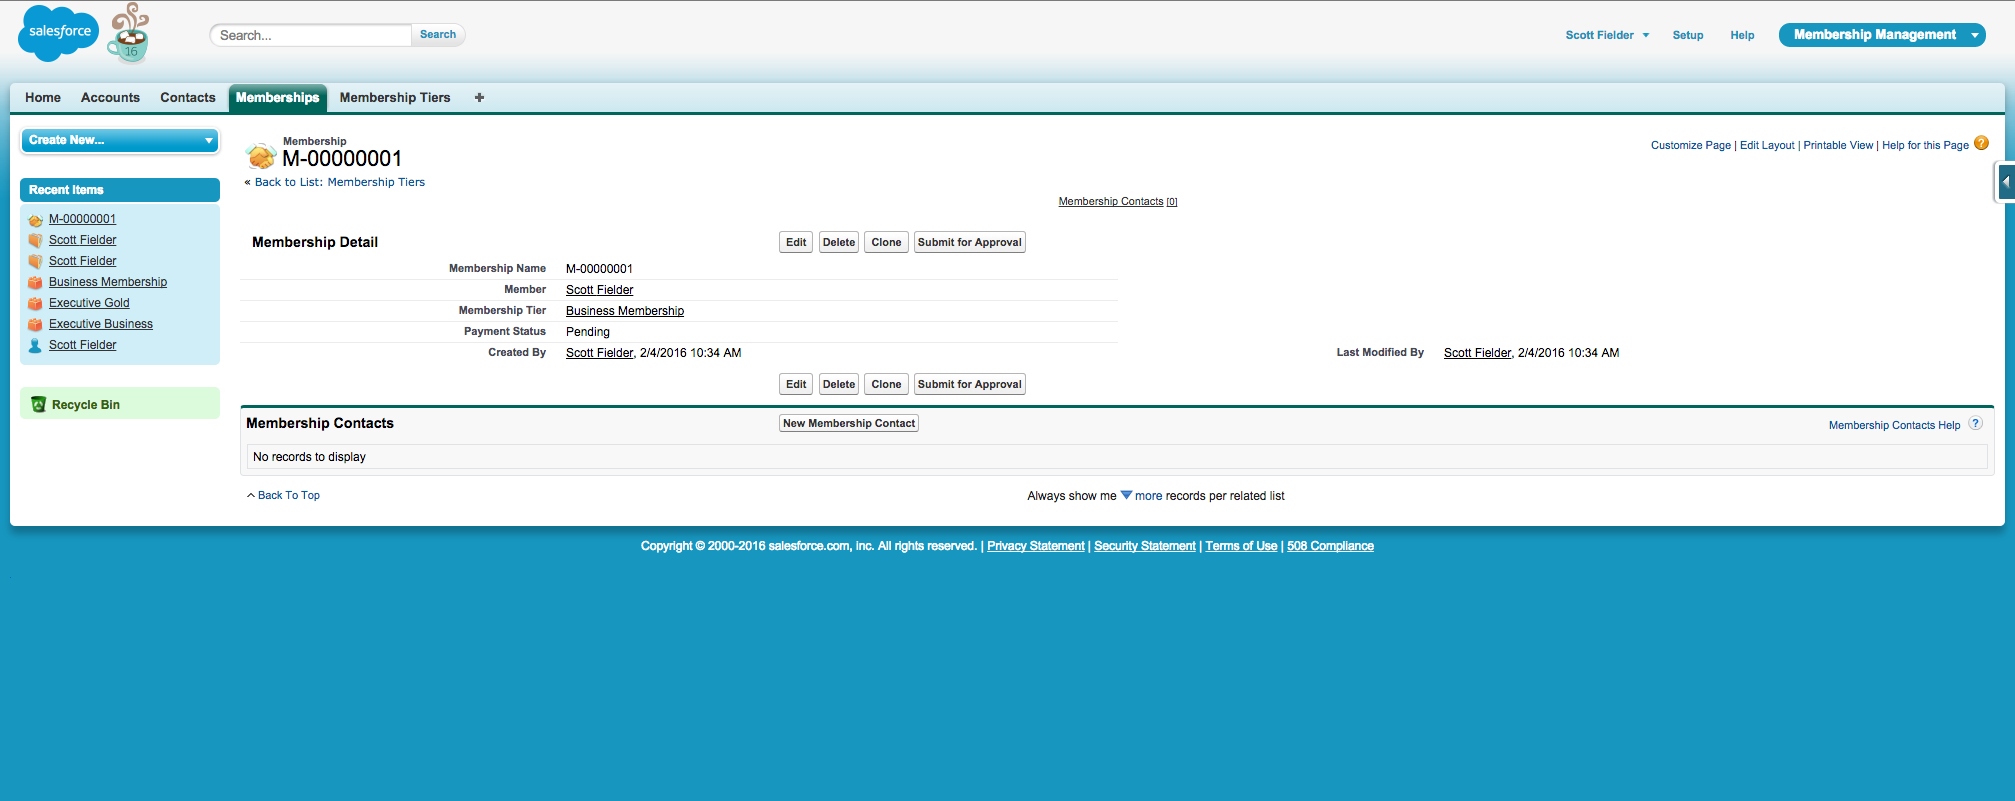 salesforce
16
Search...
Search
Scott Fielder
Setup
Help
Membership Management
Home
Accounts
Contacts
Memberships
Membership Tiers
+
Create New...
Recent Items
M-00000001
Scott Fielder
Scott Fielder
Business Membership
Executive Gold
Executive Business
Scott Fielder
Recycle Bin
Membership
M-00000001
« Back to List: Membership Tiers
Customize Page | Edit Layout | Printable View | Help for this Page ?
Membership Contacts [0]
Membership Detail
Edit
Delete
Clone
Submit for Approval
Membership Name M-00000001
Member Scott Fielder
Membership Tier Business Membership
Payment Status Pending
Created By Scott Fielder, 2/4/2016 10:34 AM
Last Modified By Scott Fielder, 2/4/2016 10:34 AM
Edit
Delete
Clone
Submit for Approval
Membership Contacts
New Membership Contact
Membership Contacts Help ?
No records to display
Back To Top
Always show me more records per related list
Copyright © 2000-2016 salesforce.com, inc. All rights reserved. | Privacy Statement | Security Statement | Terms of Use | 508 Compliance